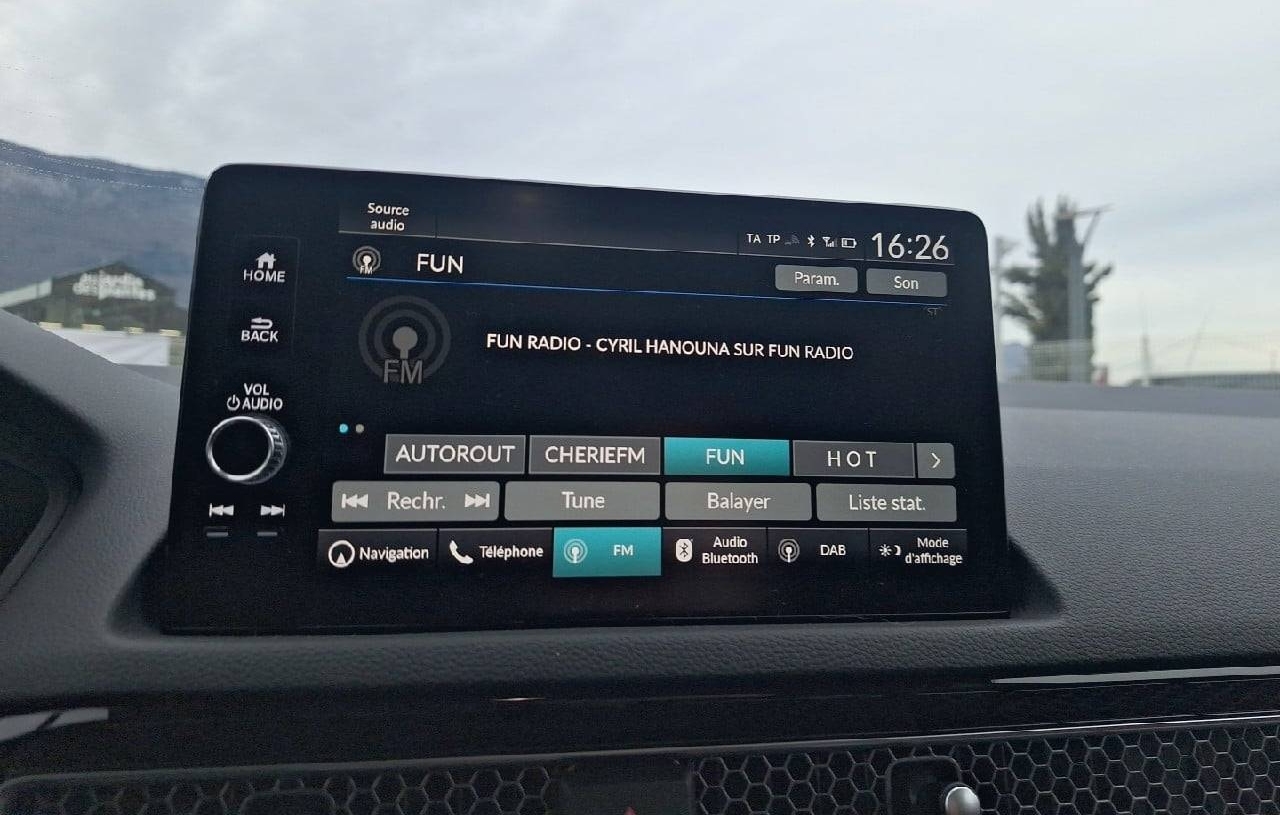 Source
audio
TA TP
16:26
FM
FUN
Param.
Son
ST
HOME
BACK
VOL
AUDIO
FM
FUN RADIO - CYRIL HANOUNA SUR FUN RADIO
AUTOROUT
CHERIEFM
FUN
HOT
Rechr.
Tune
Balayer
Liste stat.
Navigation
Téléphone
FM
Audio
Bluetooth
DAB
Mode
d'affichage